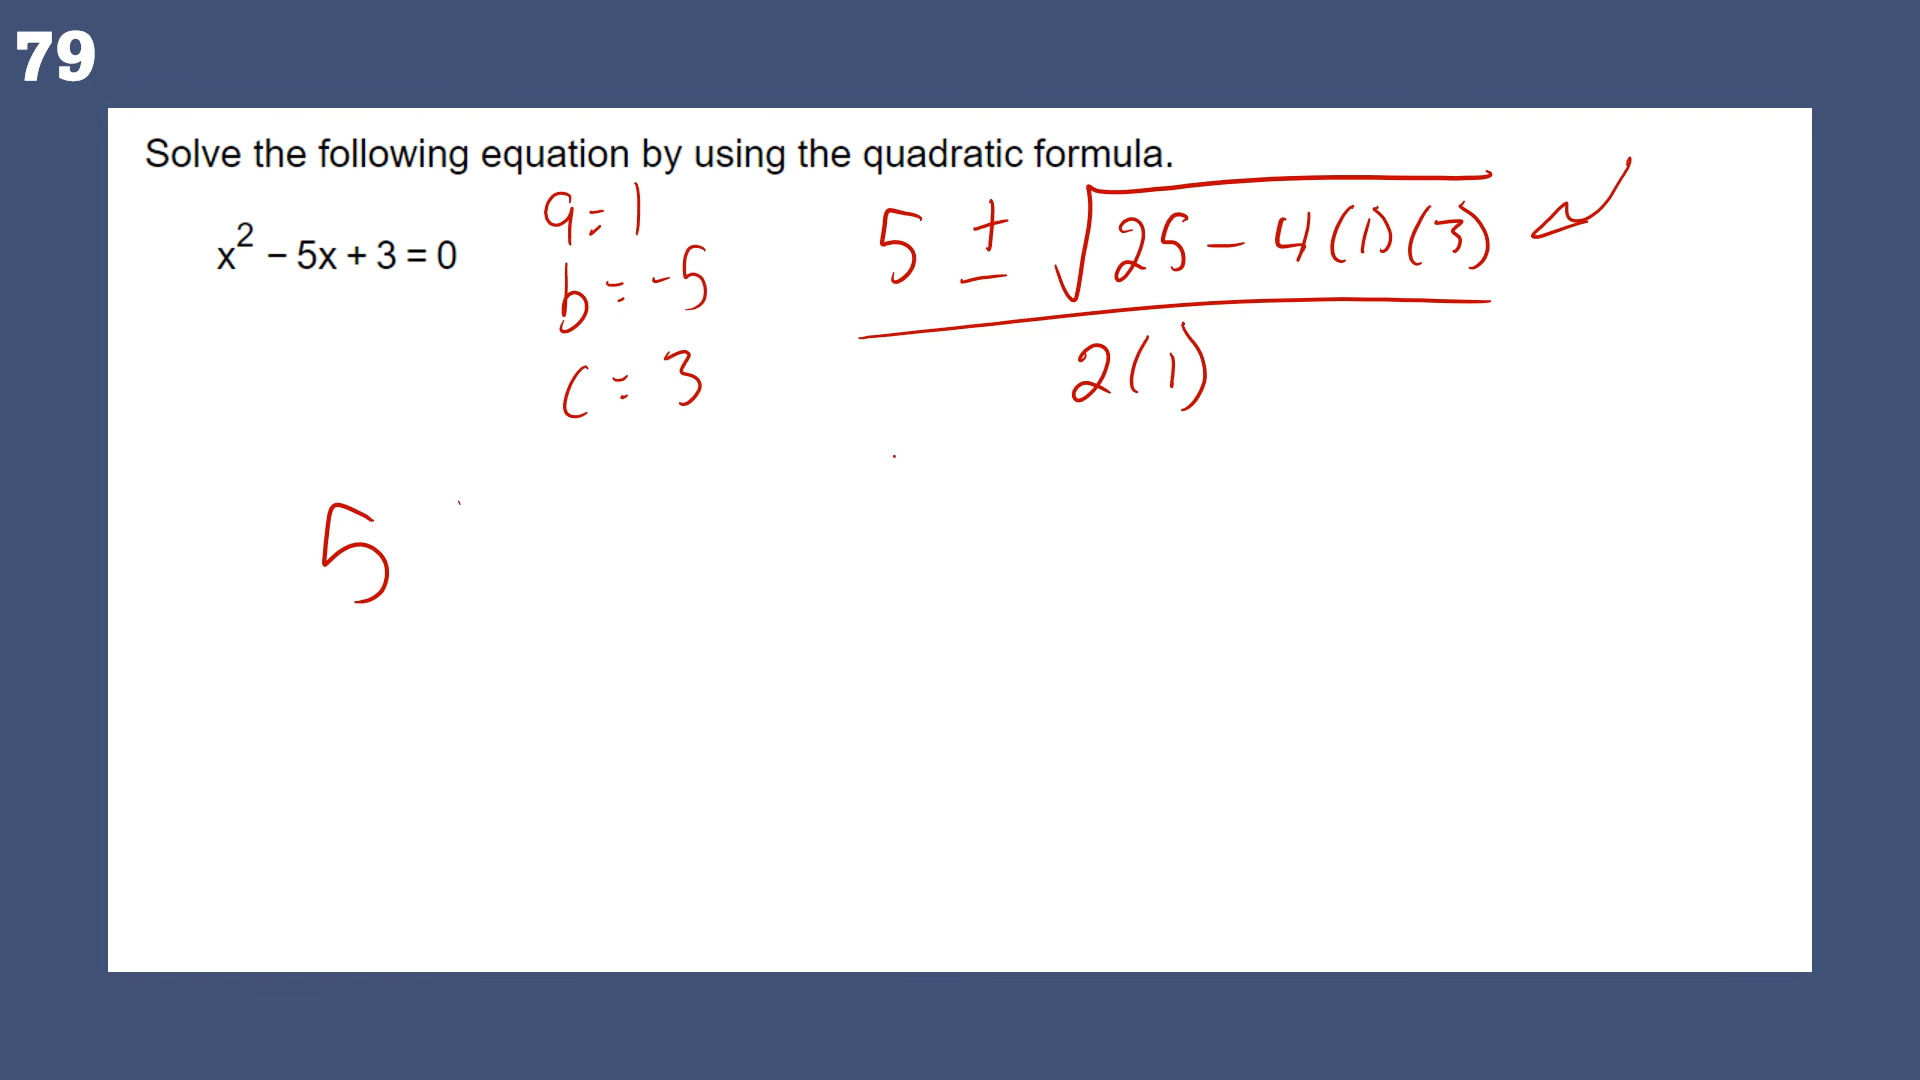 79
Solve the following equation by using the quadratic formula.
x² − 5x + 3 = 0
a = 1
b = -5
c = 3
5 ± √25 − 4(1)(3)
2(1)
5